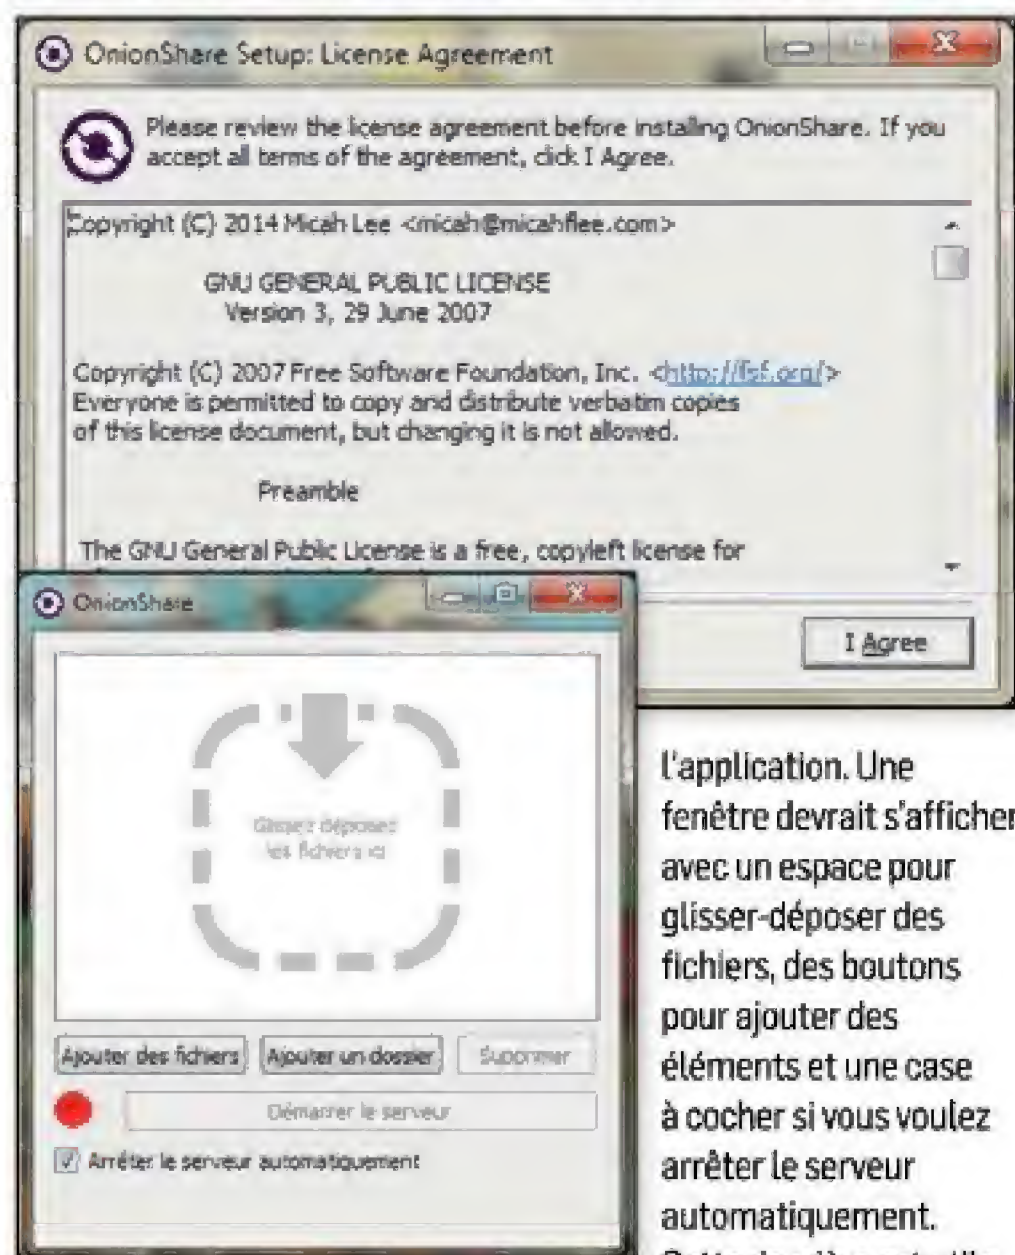 OnionShare Setup: License Agreement
Please review the license agreement before installing OnionShare. If you
accept all terms of the agreement, click I Agree.
Copyright (C) 2014 Micah Lee <micah@micahflee.com>
GNU GENERAL PUBLIC LICENSE
Version 3, 29 June 2007
Copyright (C) 2007 Free Software Foundation, Inc. <http://fsf.org/>
Everyone is permitted to copy and distribute verbatim copies
of this license document, but changing it is not allowed.
Preamble
The GNU General Public License is a free, copyleft license for
I Agree
OnionShare
Glissez déposez
les fichiers ici
Ajouter des fichiers
Ajouter un dossier
Supprimer
Démarrer le serveur
Arrêter le serveur automatiquement
l'application. Une
fenêtre devrait s'afficher
avec un espace pour
glisser-déposer des
fichiers, des boutons
pour ajouter des
éléments et une case
à cocher si vous voulez
arrêter le serveur
automatiquement.